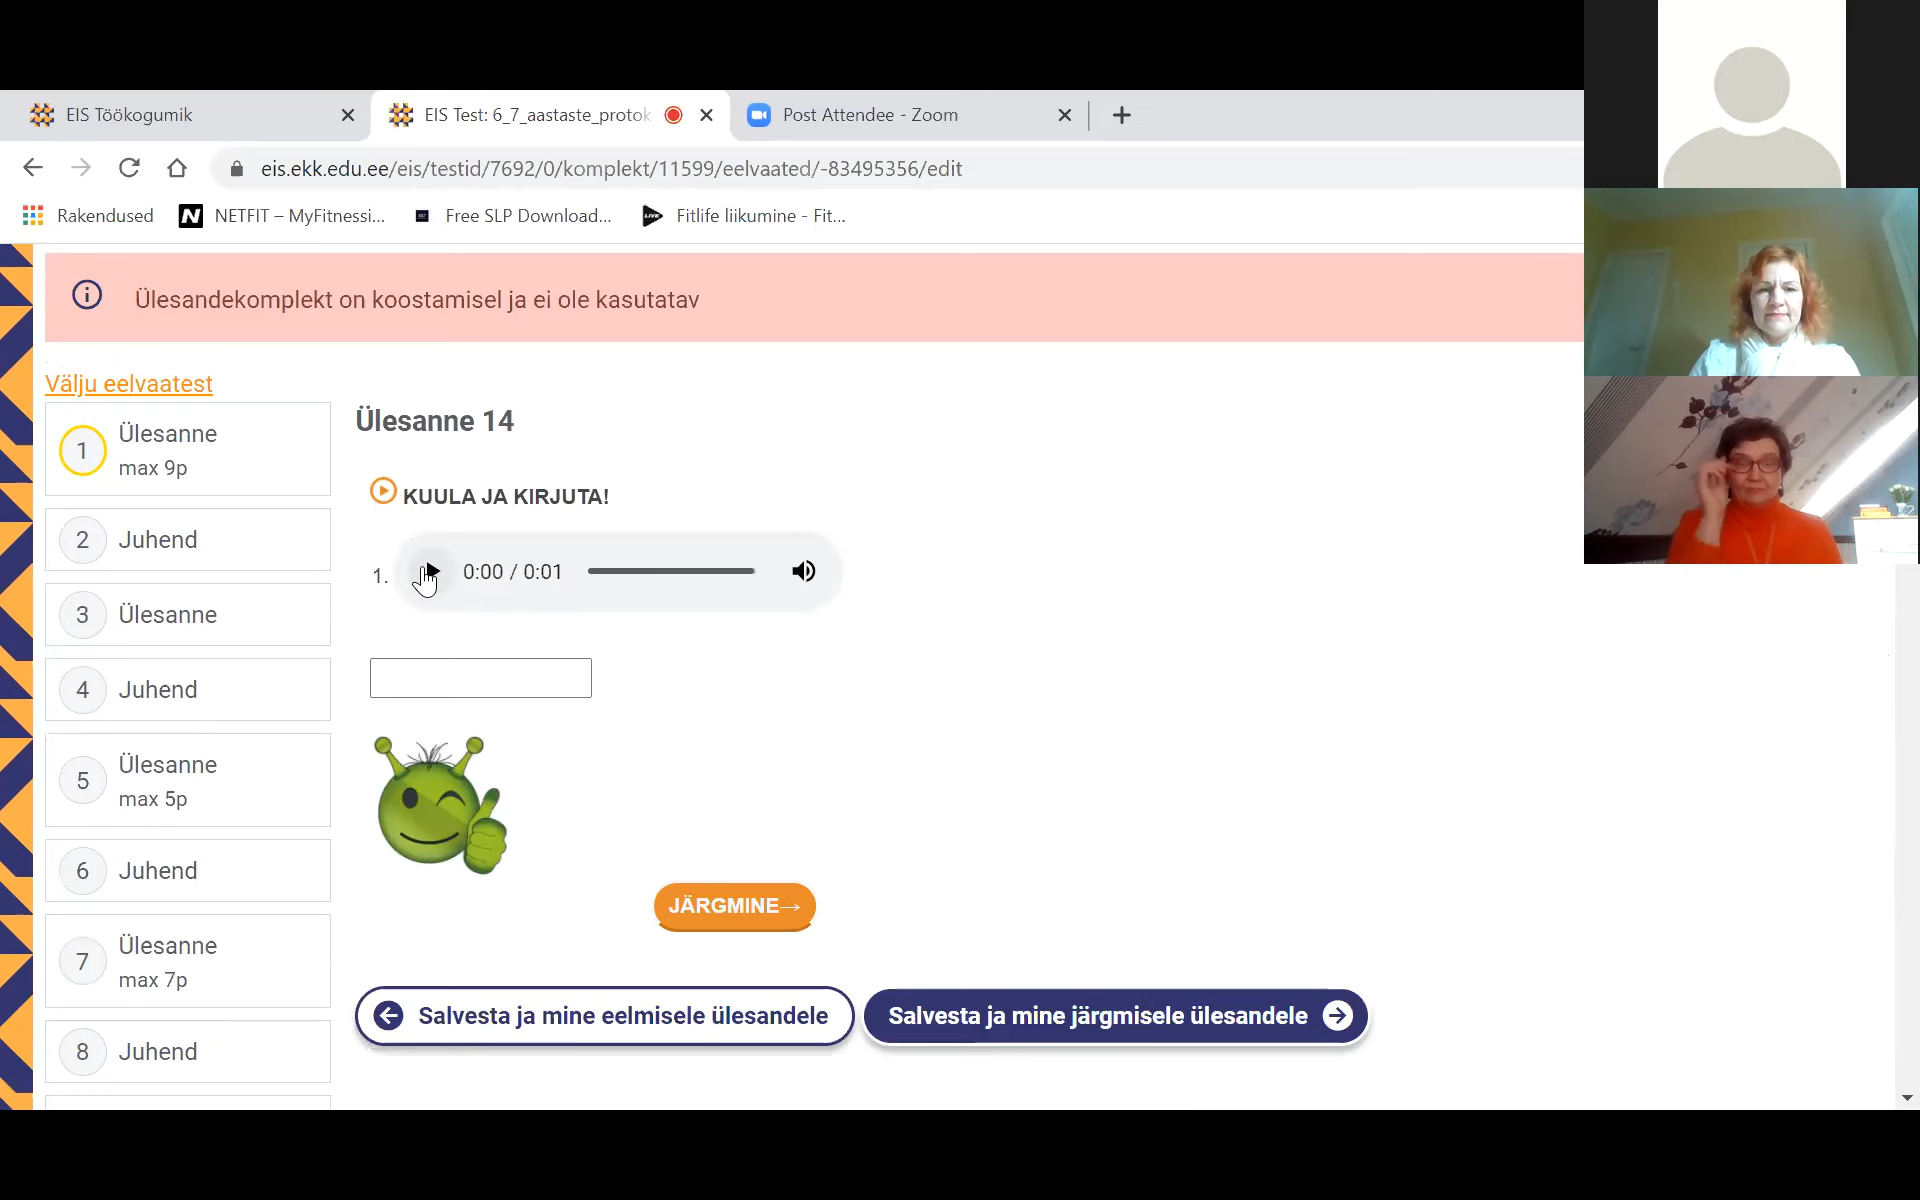 EIS Töökogumik
EIS Test: 6_7_aastaste_protok
Post Attendee - Zoom
eis.ekk.edu.ee/eis/testid/7692/0/komplekt/11599/eelvaated/-83495356/edit
Rakendused
NETFIT – MyFitnessi...
Free SLP Download...
LIVE
Fitlife liikumine - Fit...
Ülesandekomplekt on koostamisel ja ei ole kasutatav
Välju eelvaatest
1
Ülesanne
max 9p
2
Juhend
3
Ülesanne
4
Juhend
5
Ülesanne
max 5p
6
Juhend
7
Ülesanne
max 7p
8
Juhend
Ülesanne 14
KUULA JA KIRJUTA!
1.
0:00 / 0:01
JÄRGMINE→
Salvesta ja mine eelmisele ülesandele
Salvesta ja mine järgmisele ülesandele